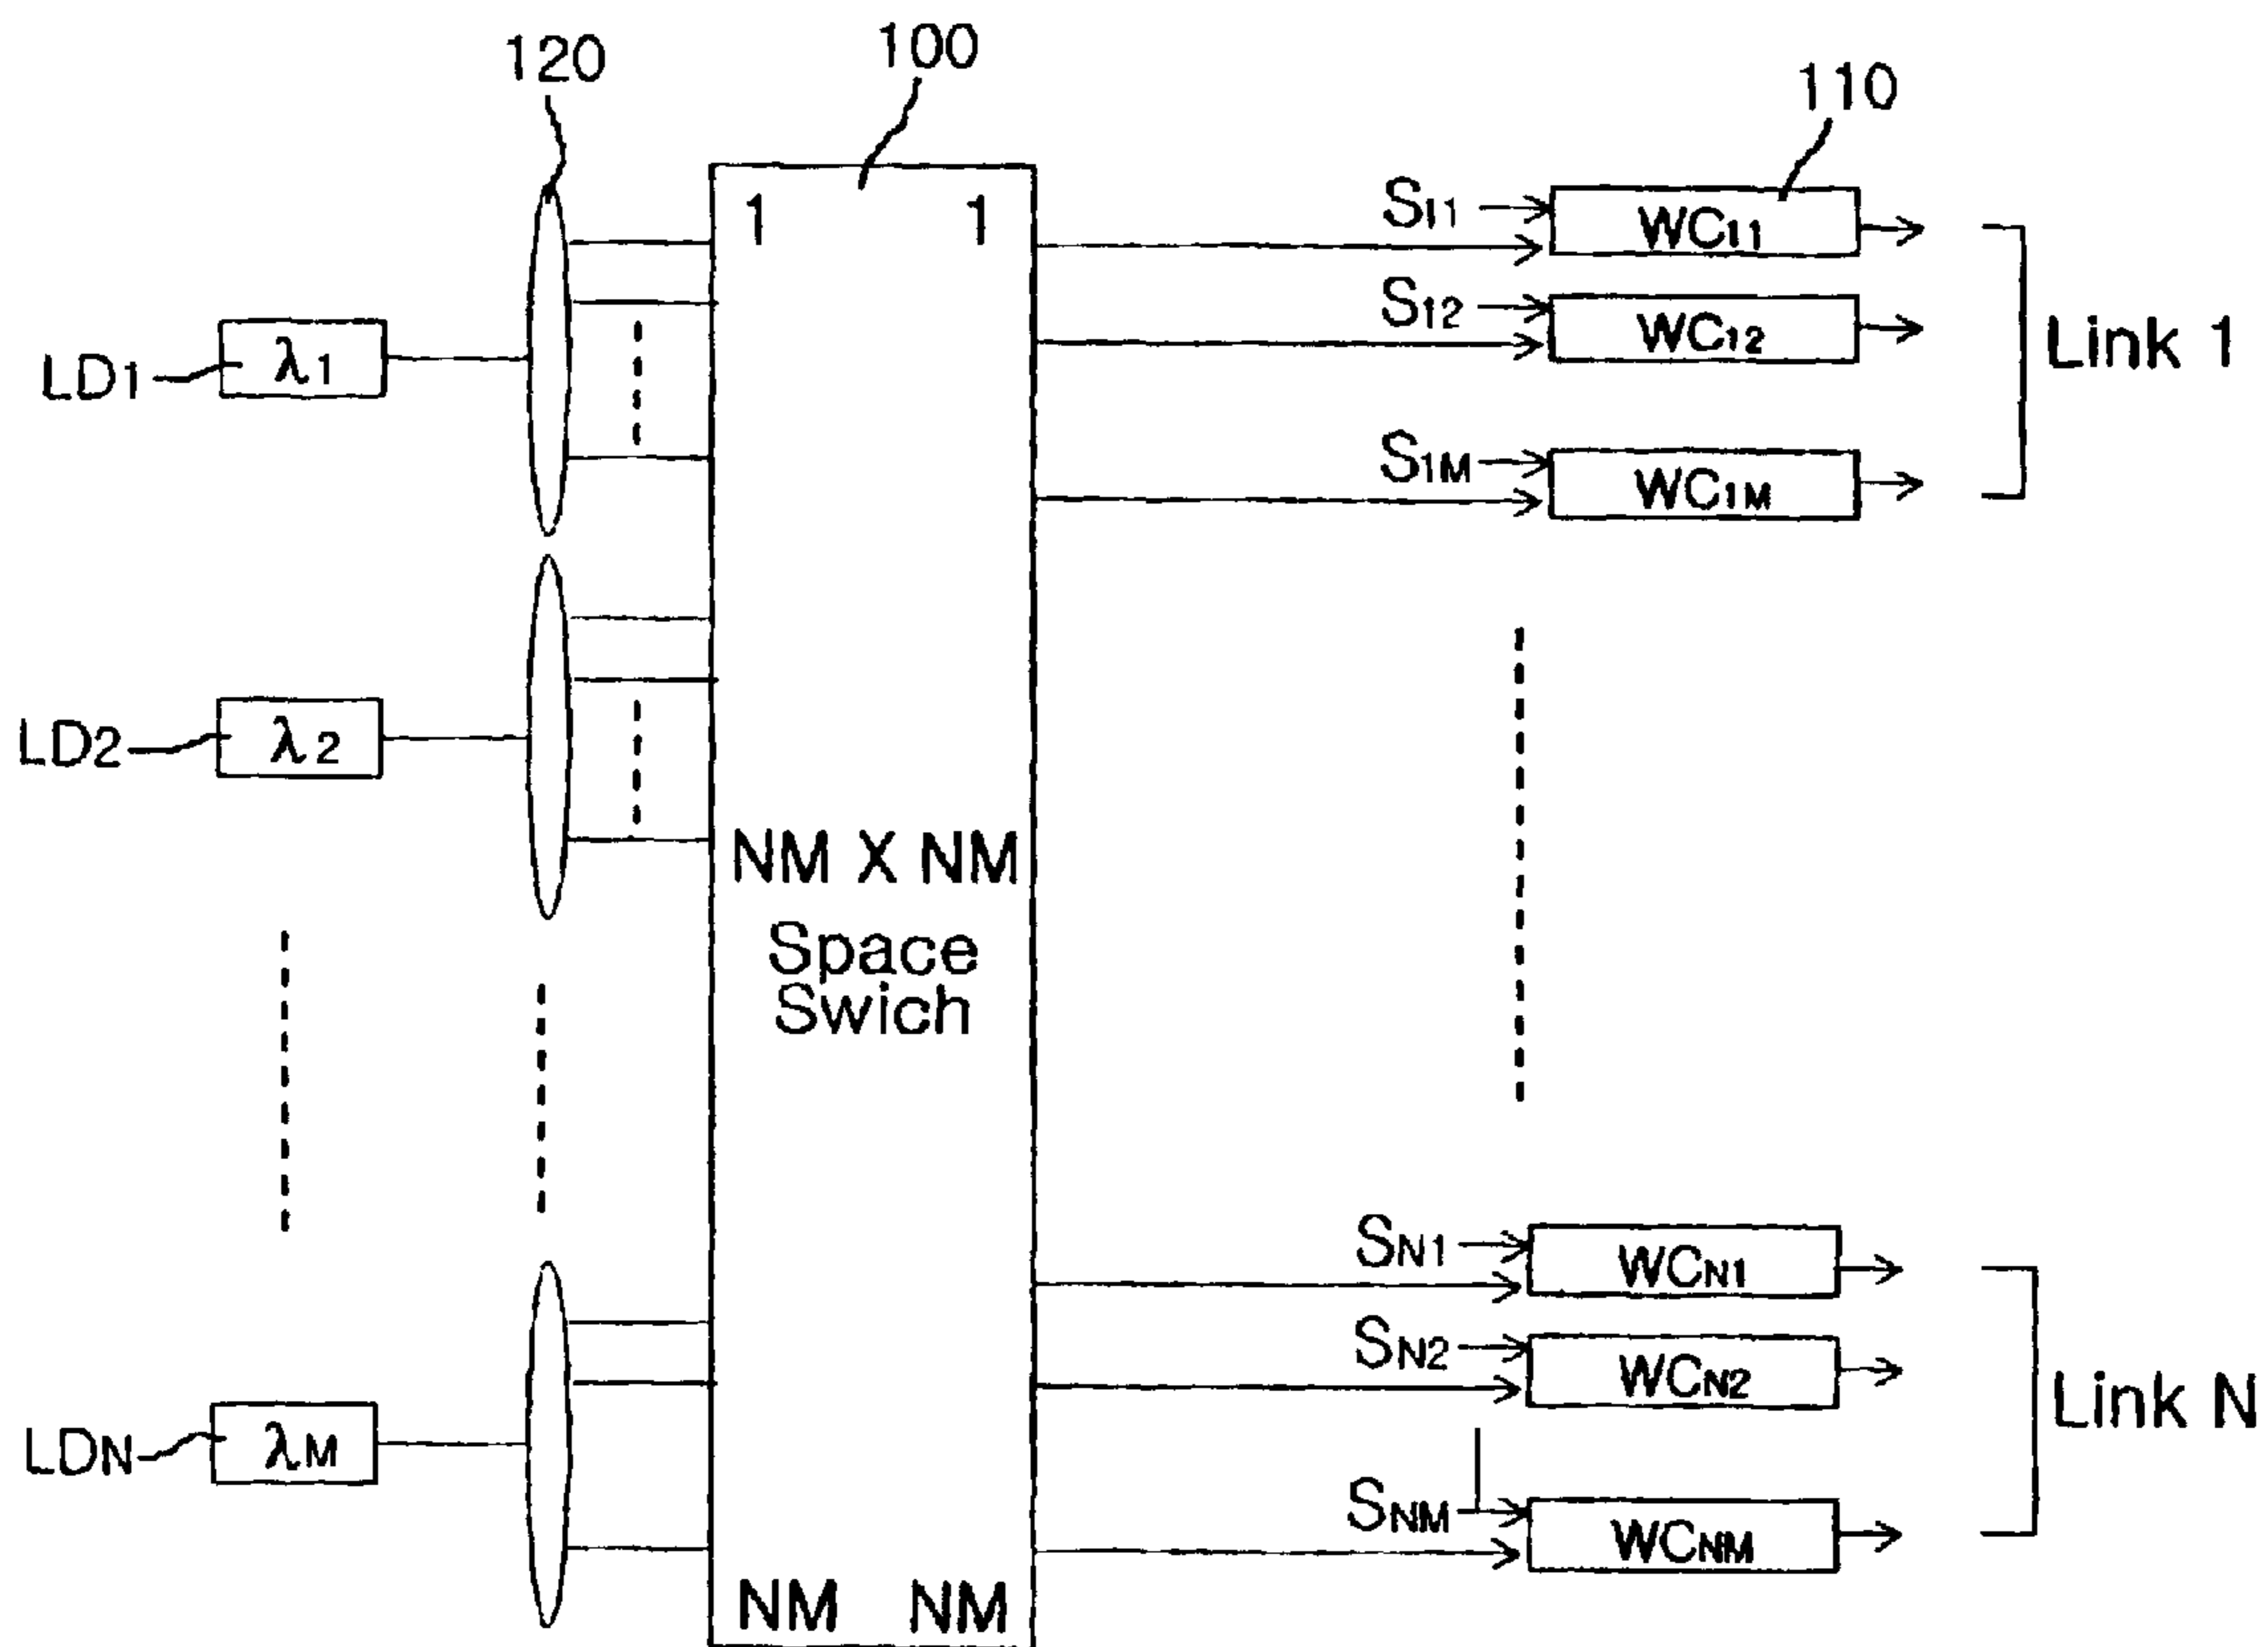 120
100
110
1 1
S11
WC11
S12
WC12
Link 1
LD1
λ1
S1M
WC1M
LD2
λ2
NM X NM
Space
Swich
SN1
WCN1
SN2
WCN2
Link N
LDN
λM
SNM
WCNM
NM NM